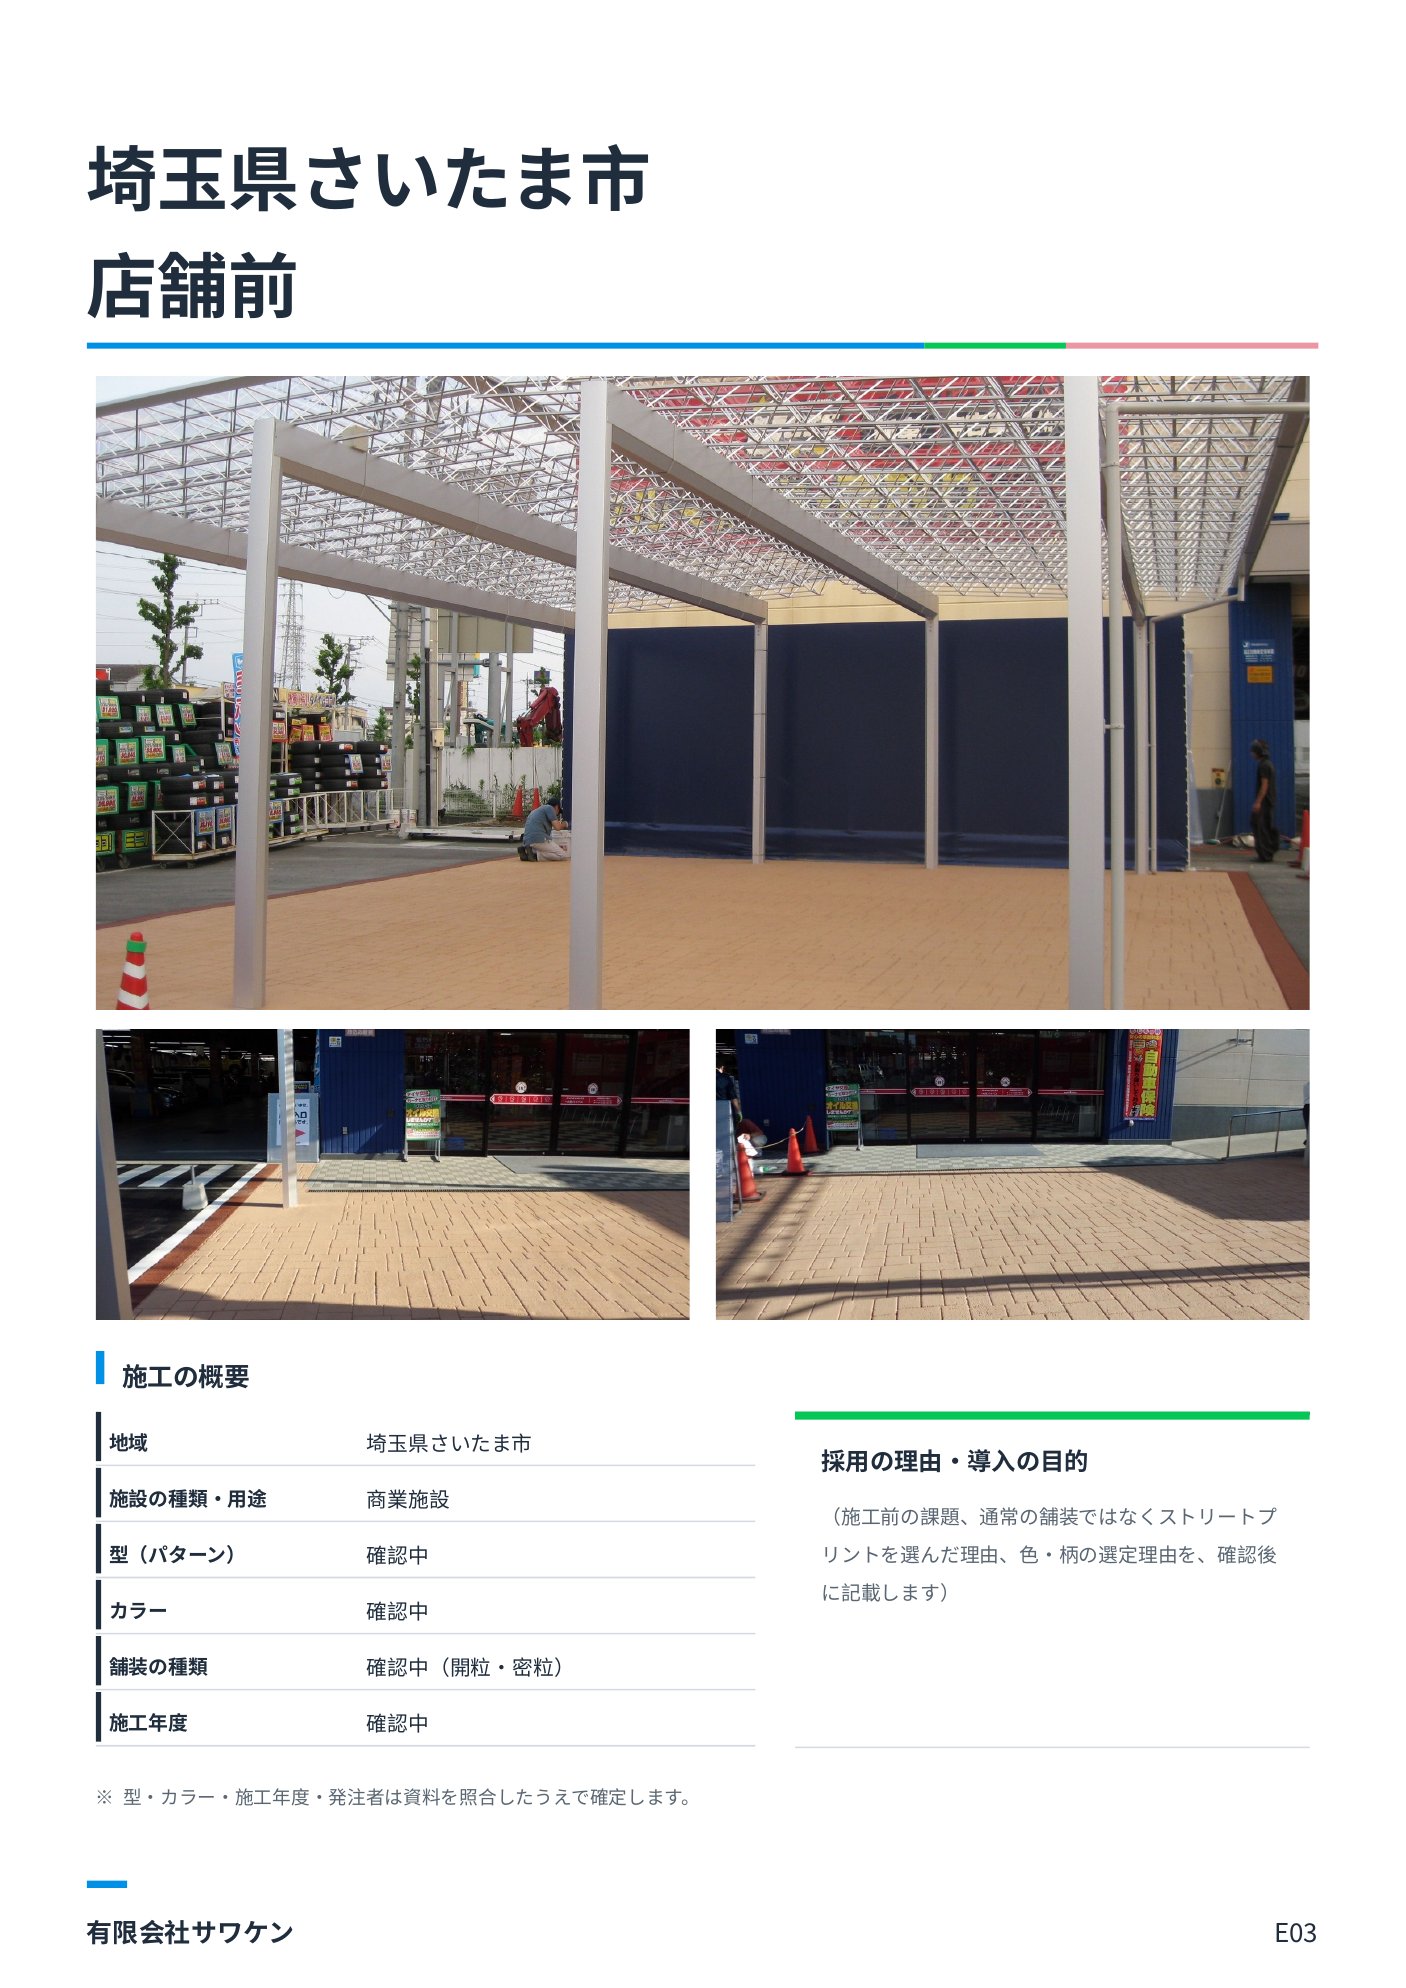 埼玉県さいたま市
店舗前
自動車保険
施工の概要
地域 埼玉県さいたま市
施設の種類・用途 商業施設
型（パターン） 確認中
カラー 確認中
舗装の種類 確認中（開粒・密粒）
施工年度 確認中
採用の理由・導入の目的
（施工前の課題、通常の舗装ではなくストリートプ
リントを選んだ理由、色・柄の選定理由を、確認後
に記載します）
※ 型・カラー・施工年度・発注者は資料を照合したうえで確定します。
有限会社サワケン
E03